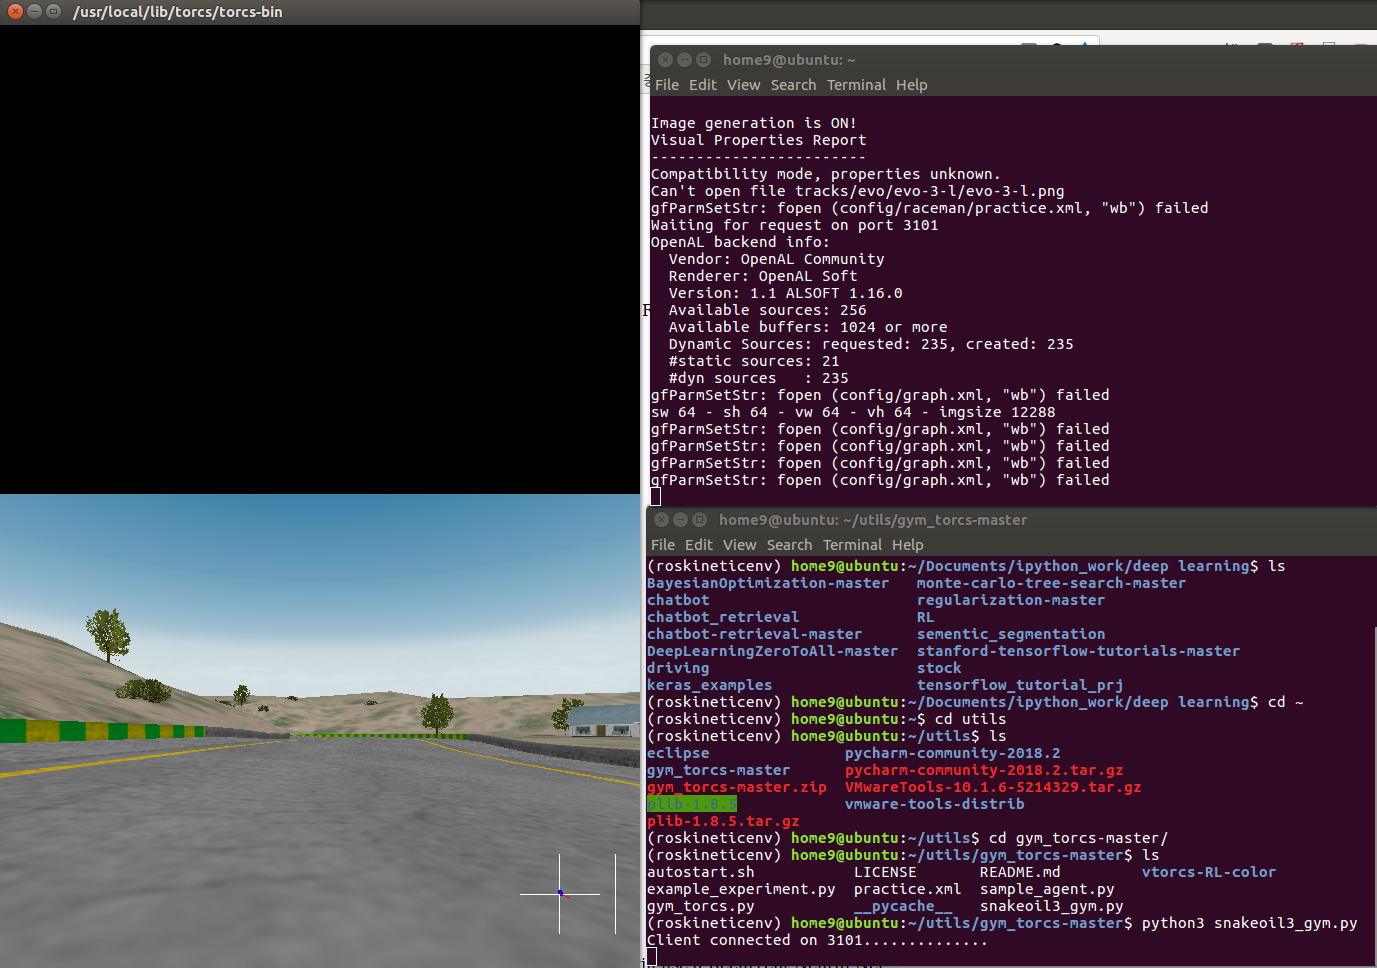 /usr/local/lib/torcs/torcs-bin
home9@ubuntu: ~
File Edit View Search Terminal Help
Image generation is ON!
Visual Properties Report
------------------------
Compatibility mode, properties unknown.
Can't open file tracks/evo/evo-3-l/evo-3-l.png
gfParmSetStr: fopen (config/raceman/practice.xml, "wb") failed
Waiting for request on port 3101
OpenAL backend info:
  Vendor: OpenAL Community
  Renderer: OpenAL Soft
  Version: 1.1 ALSOFT 1.16.0
  Available sources: 256
  Available buffers: 1024 or more
  Dynamic Sources: requested: 235, created: 235
  #static sources: 21
  #dyn sources   : 235
gfParmSetStr: fopen (config/graph.xml, "wb") failed
sw 64 - sh 64 - vw 64 - vh 64 - imgsize 12288
gfParmSetStr: fopen (config/graph.xml, "wb") failed
gfParmSetStr: fopen (config/graph.xml, "wb") failed
gfParmSetStr: fopen (config/graph.xml, "wb") failed
gfParmSetStr: fopen (config/graph.xml, "wb") failed
home9@ubuntu: ~/utils/gym_torcs-master
File Edit View Search Terminal Help
(roskineticenv) home9@ubuntu:~/Documents/ipython_work/deep learning$ ls
BayesianOptimization-master   monte-carlo-tree-search-master
chatbot                       regularization-master
chatbot_retrieval             RL
chatbot-retrieval-master      sementic_segmentation
DeepLearningZeroToAll-master  stanford-tensorflow-tutorials-master
driving                       stock
keras_examples                tensorflow_tutorial_prj
(roskineticenv) home9@ubuntu:~/Documents/ipython_work/deep learning$ cd ~
(roskineticenv) home9@ubuntu:~$ cd utils
(roskineticenv) home9@ubuntu:~/utils$ ls
eclipse               pycharm-community-2018.2
gym_torcs-master      pycharm-community-2018.2.tar.gz
gym_torcs-master.zip  VMwareTools-10.1.6-5214329.tar.gz
plib-1.8.5            vmware-tools-distrib
plib-1.8.5.tar.gz
(roskineticenv) home9@ubuntu:~/utils$ cd gym_torcs-master/
(roskineticenv) home9@ubuntu:~/utils/gym_torcs-master$ ls
autostart.sh           LICENSE       README.md         vtorcs-RL-color
example_experiment.py  practice.xml  sample_agent.py
gym_torcs.py           __pycache__   snakeoil3_gym.py
(roskineticenv) home9@ubuntu:~/utils/gym_torcs-master$ python3 snakeoil3_gym.py
Client connected on 3101..............